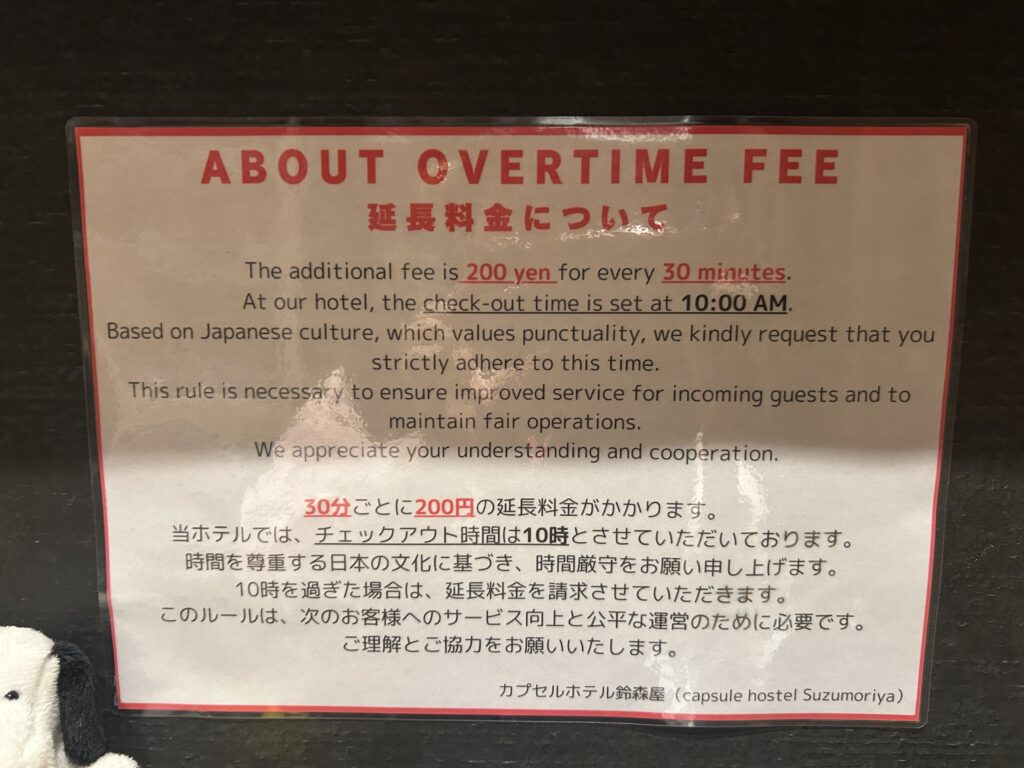 ABOUT OVERTIME FEE
延長料金について
The additional fee is 200 yen for every 30 minutes.
At our hotel, the check-out time is set at 10:00 AM.
Based on Japanese culture, which values punctuality, we kindly request that you
strictly adhere to this time.
This rule is necessary to ensure improved service for incoming guests and to
maintain fair operations.
We appreciate your understanding and cooperation.
30分ごとに200円の延長料金がかかります。
当ホテルでは、チェックアウト時間は10時とさせていただいております。
時間を尊重する日本の文化に基づき、時間厳守をお願い申し上げます。
10時を過ぎた場合は、延長料金を請求させていただきます。
このルールは、次のお客様へのサービス向上と公平な運営のために必要です。
ご理解とご協力をお願いいたします。
カプセルホテル鈴森屋（capsule hostel Suzumoriya）